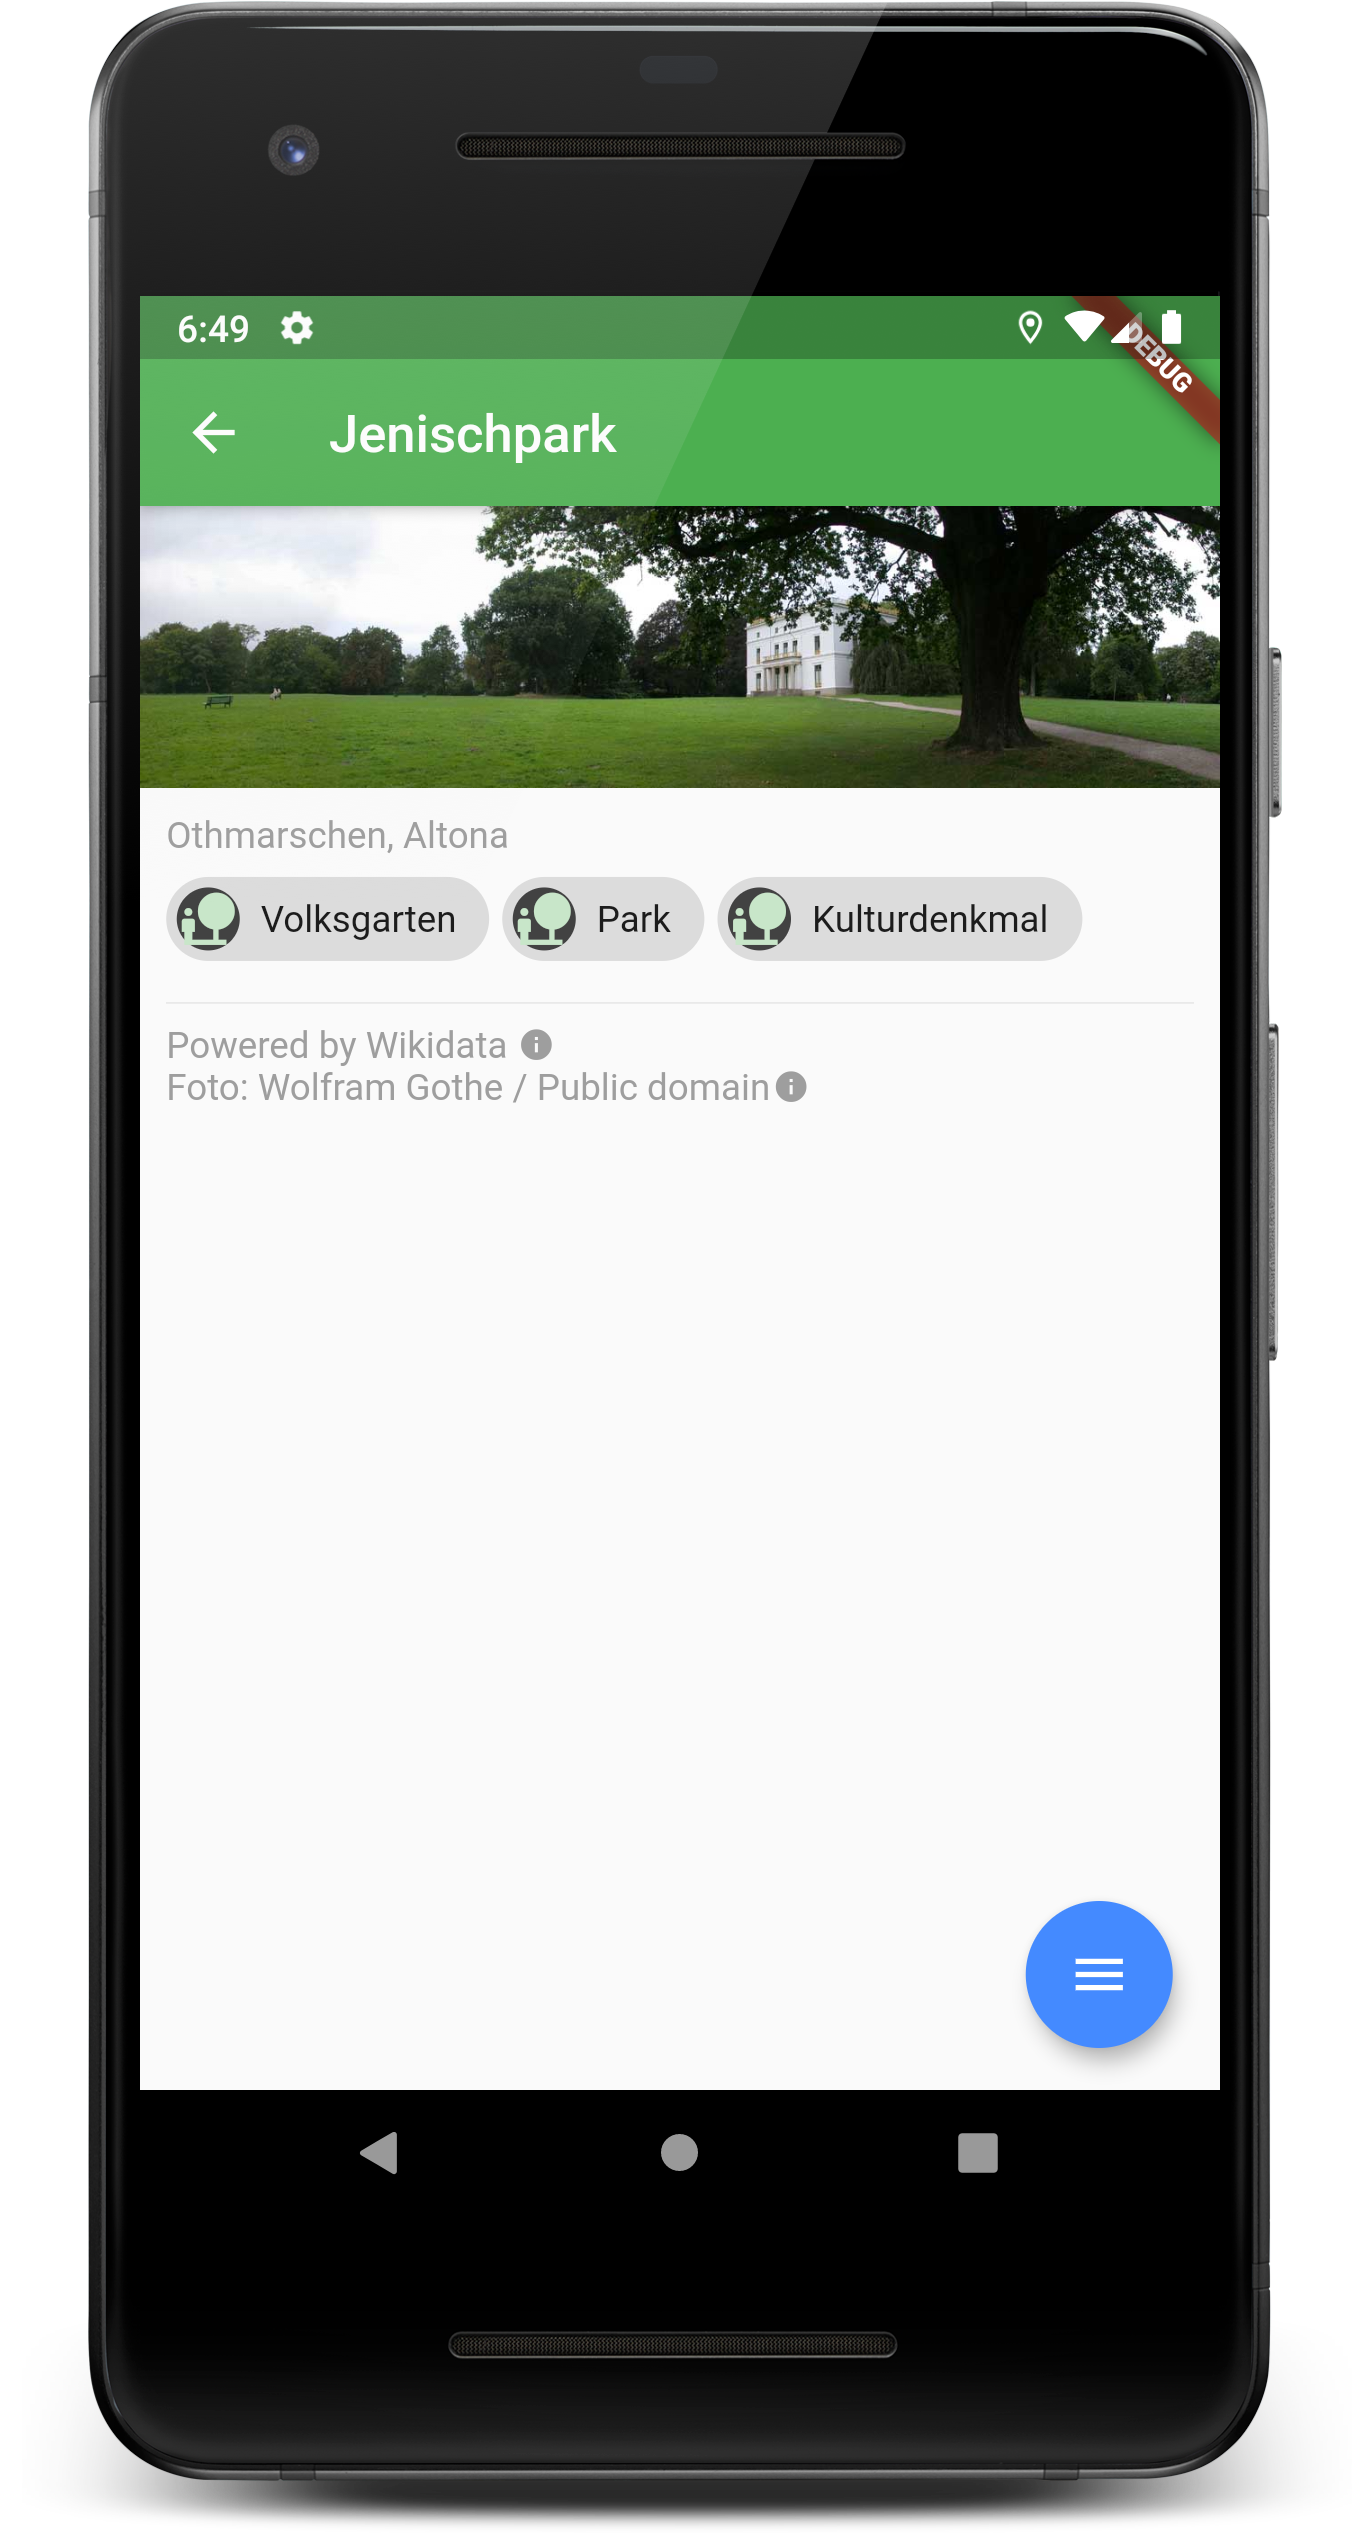 6:49
DEBUG
Jenischpark
Othmarschen, Altona
Volksgarten Park Kulturdenkmal
Powered by Wikidata
Foto: Wolfram Gothe / Public domain